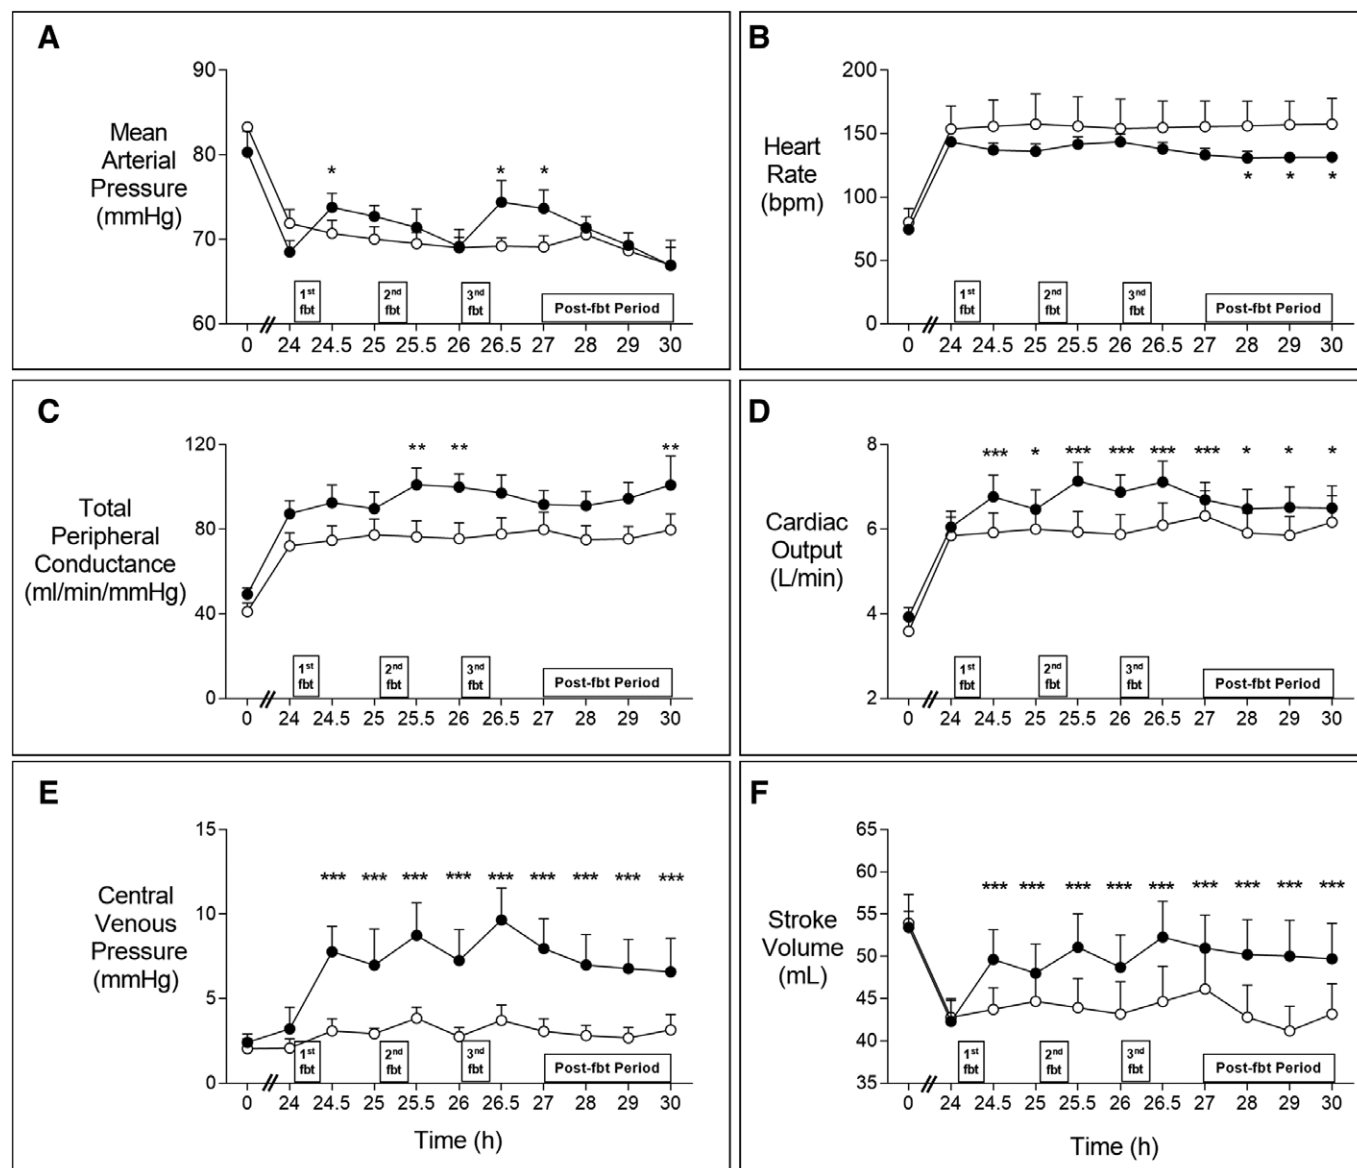 A
Mean
Arterial
Pressure
(mmHg)
90
80
70
60
* * *
1st
fbt
2nd
fbt
3nd
fbt
Post-fbt Period
0 24 24.5 25 25.5 26 26.5 27 28 29 30
B
Heart
Rate
(bpm)
200
150
100
50
0
* * *
1st
fbt
2nd
fbt
3nd
fbt
Post-fbt Period
0 24 24.5 25 25.5 26 26.5 27 28 29 30
C
Total
Peripheral
Conductance
(ml/min/mmHg)
120
80
40
0
** ** **
1st
fbt
2nd
fbt
3nd
fbt
Post-fbt Period
0 24 24.5 25 25.5 26 26.5 27 28 29 30
D
Cardiac
Output
(L/min)
8
6
4
2
*** * *** *** *** *** * * *
1st
fbt
2nd
fbt
3nd
fbt
Post-fbt Period
0 24 24.5 25 25.5 26 26.5 27 28 29 30
E
Central
Venous
Pressure
(mmHg)
15
10
5
0
*** *** *** *** *** *** *** *** ***
1st
fbt
2nd
fbt
3nd
fbt
Post-fbt Period
0 24 24.5 25 25.5 26 26.5 27 28 29 30
Time (h)
F
Stroke
Volume
(mL)
65
60
55
50
45
40
35
*** *** *** *** *** *** *** *** ***
1st
fbt
2nd
fbt
3nd
fbt
Post-fbt Period
0 24 24.5 25 25.5 26 26.5 27 28 29 30
Time (h)